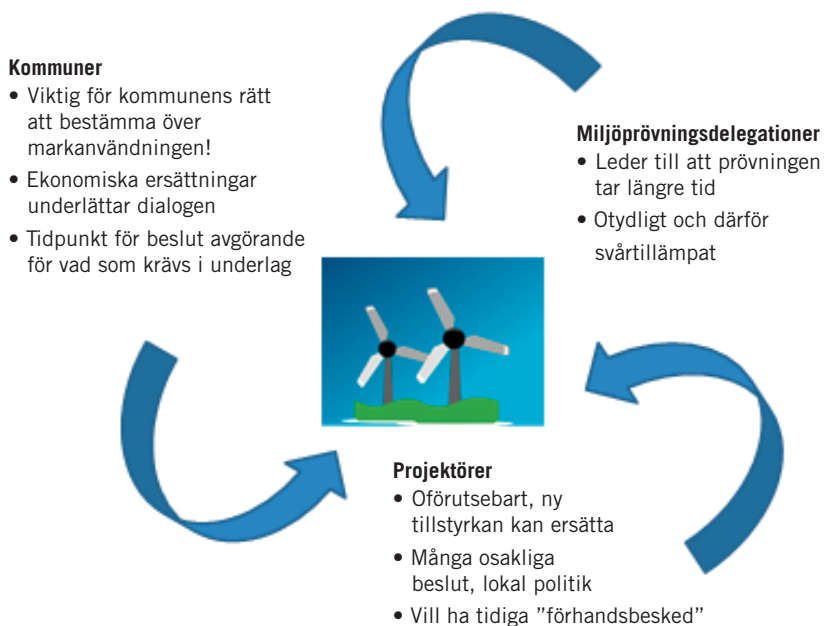 Kommuner
• Viktig för kommunens rätt
att bestämma över
markanvändningen!
• Ekonomiska ersättningar
underlättar dialogen
• Tidpunkt för beslut avgörande
för vad som krävs i underlag
Miljöprövningsdelegationer
• Leder till att prövningen
tar längre tid
• Otydligt och därför
svårtillämpat
Projektörer
• Oförutsebart, ny
tillstyrkan kan ersätta
• Många osakliga
beslut, lokal politik
• Vill ha tidiga ”förhandsbesked”